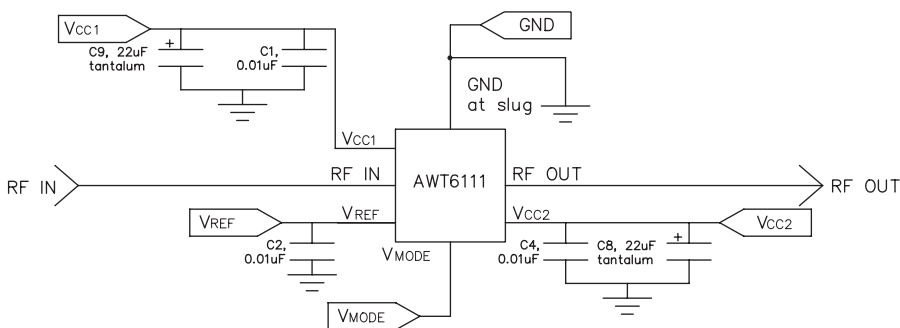 VCC1
GND
C9, 22uF
tantalum
+
C1,
0.01uF
GND
at slug
VCC1
RF IN
RF IN
AWT6111
RF OUT
RF OUT
VREF
VREF
VCC2
VCC2
C2,
0.01uF
VMODE
C4,
0.01uF
C8, 22uF
tantalum
+
VMODE